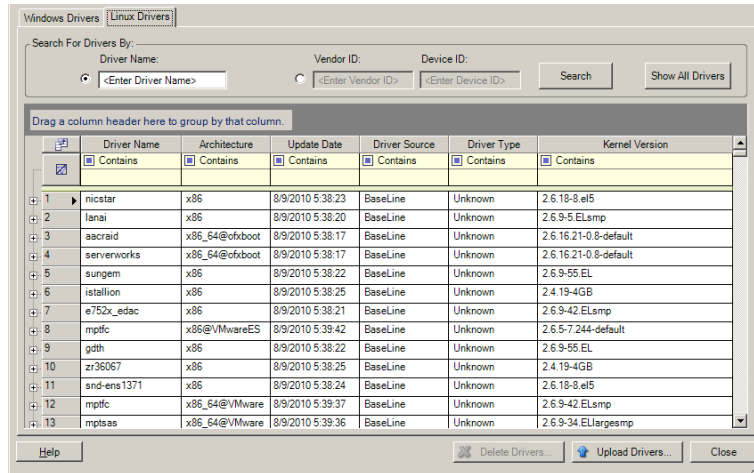 Windows Drivers Linux Drivers
Search For Drivers By:
Driver Name: Vendor ID: Device ID:
<Enter Driver Name> <Enter Vendor ID> <Enter Device ID> Search Show All Drivers
Drag a column header here to group by that column.
Driver Name Architecture Update Date Driver Source Driver Type Kernel Version
Contains Contains Contains Contains Contains Contains
1 nicstar x86 8/9/2010 5:38:23 BaseLine Unknown 2.6.18-8.el5
2 lanai x86 8/9/2010 5:38:20 BaseLine Unknown 2.6.9-5.ELsmp
3 aacraid x86_64@ofxboot 8/9/2010 5:38:17 BaseLine Unknown 2.6.16.21-0.8-default
4 serverworks x86_64@ofxboot 8/9/2010 5:38:17 BaseLine Unknown 2.6.16.21-0.8-default
5 sungem x86 8/9/2010 5:38:22 BaseLine Unknown 2.6.9-55.EL
6 istallion x86 8/9/2010 5:38:25 BaseLine Unknown 2.4.19-4GB
7 e752x_edac x86 8/9/2010 5:38:21 BaseLine Unknown 2.6.9-42.ELsmp
8 mptfc x86@VMwareES 8/9/2010 5:39:42 BaseLine Unknown 2.6.5-7.244-default
9 gdth x86 8/9/2010 5:38:22 BaseLine Unknown 2.6.9-55.EL
10 zr36067 x86 8/9/2010 5:38:25 BaseLine Unknown 2.4.19-4GB
11 snd-ens1371 x86 8/9/2010 5:38:24 BaseLine Unknown 2.6.18-8.el5
12 mptfc x86_64@VMware 8/9/2010 5:39:37 BaseLine Unknown 2.6.9-42.ELsmp
13 mptsas x86_64@VMware 8/9/2010 5:39:36 BaseLine Unknown 2.6.9-34.ELlargesmp
Help Delete Drivers... Upload Drivers... Close